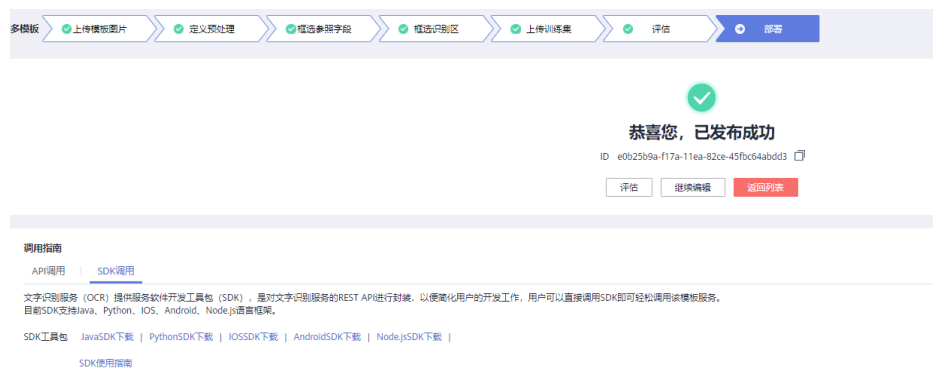 多模板 上传模板图片 定义预处理 框选参照字段 框选识别区 上传训练集 评估 部署
恭喜您，已发布成功
ID e0b25b9a-f17a-11ea-82ce-45fbc64abdd3
评估 继续编辑 返回列表
调用指南
API调用 SDK调用
文字识别服务（OCR）提供服务软件开发工具包（SDK），是对文字识别服务的REST API进行封装，以便简化用户的开发工作，用户可以直接调用SDK即可轻松调用该模板服务。
目前SDK支持Java、Python、IOS、Android、Node.js语言框架。
SDK工具包 JavaSDK下载 | PythonSDK下载 | IOSSDK下载 | AndroidSDK下载 | Node.jsSDK下载 |
SDK使用指南